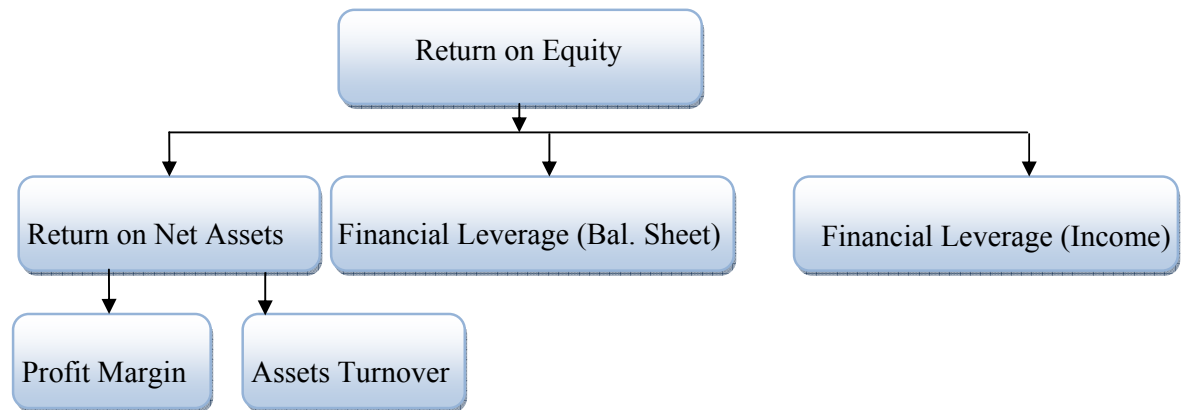 Return on Equity
Return on Net Assets
Financial Leverage (Bal. Sheet)
Financial Leverage (Income)
Profit Margin
Assets Turnover